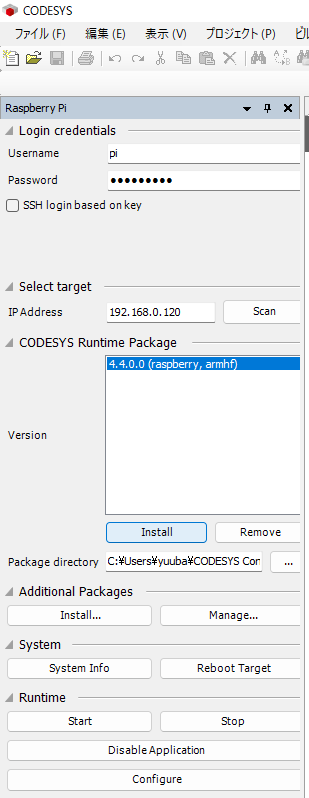 CODESYS
ファイル (F) 編集 (E) 表示 (V) プロジェクト (P) ビル
Raspberry Pi
Login credentials
Username pi
Password ●●●●●●●●●
SSH login based on key
Select target
IP Address 192.168.0.120 Scan
CODESYS Runtime Package
4.4.0.0 (raspberry, armhf)
Version
Install Remove
Package directory C:¥Users¥yuuba¥CODESYS Con ...
Additional Packages
Install... Manage...
System
System Info Reboot Target
Runtime
Start Stop
Disable Application
Configure